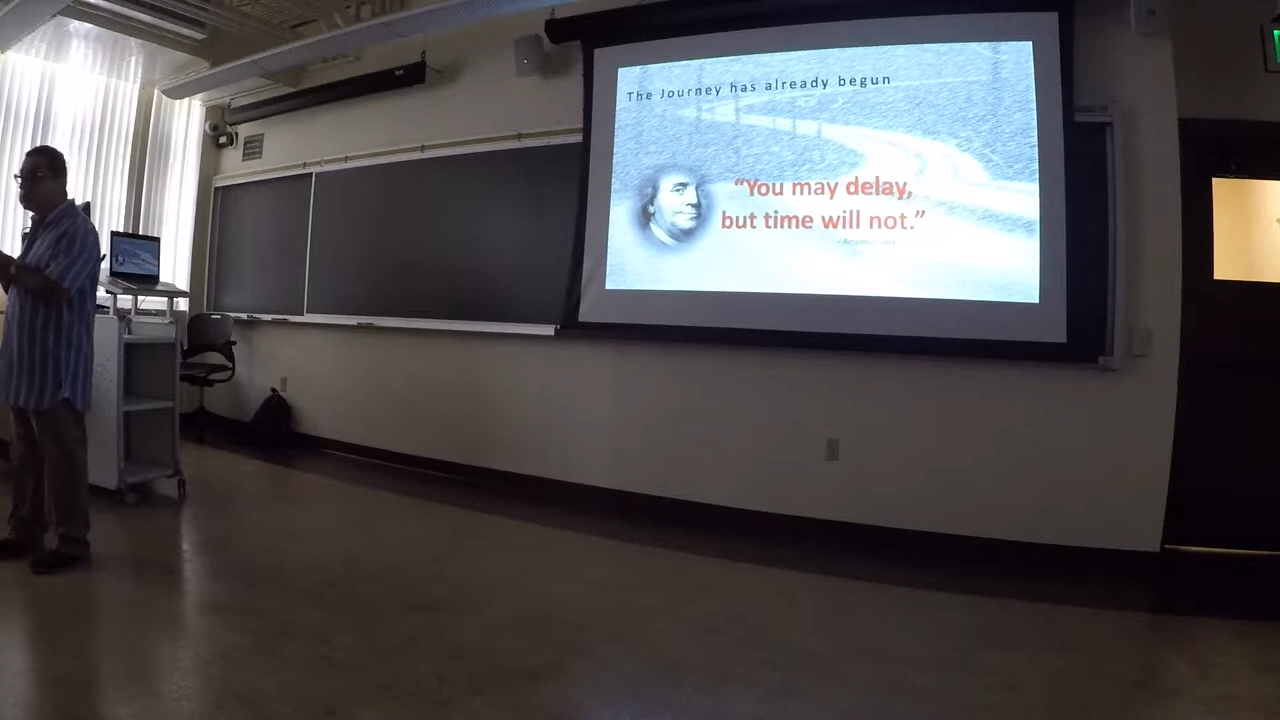 The Journey has already begun
“You may delay,
but time will not.”